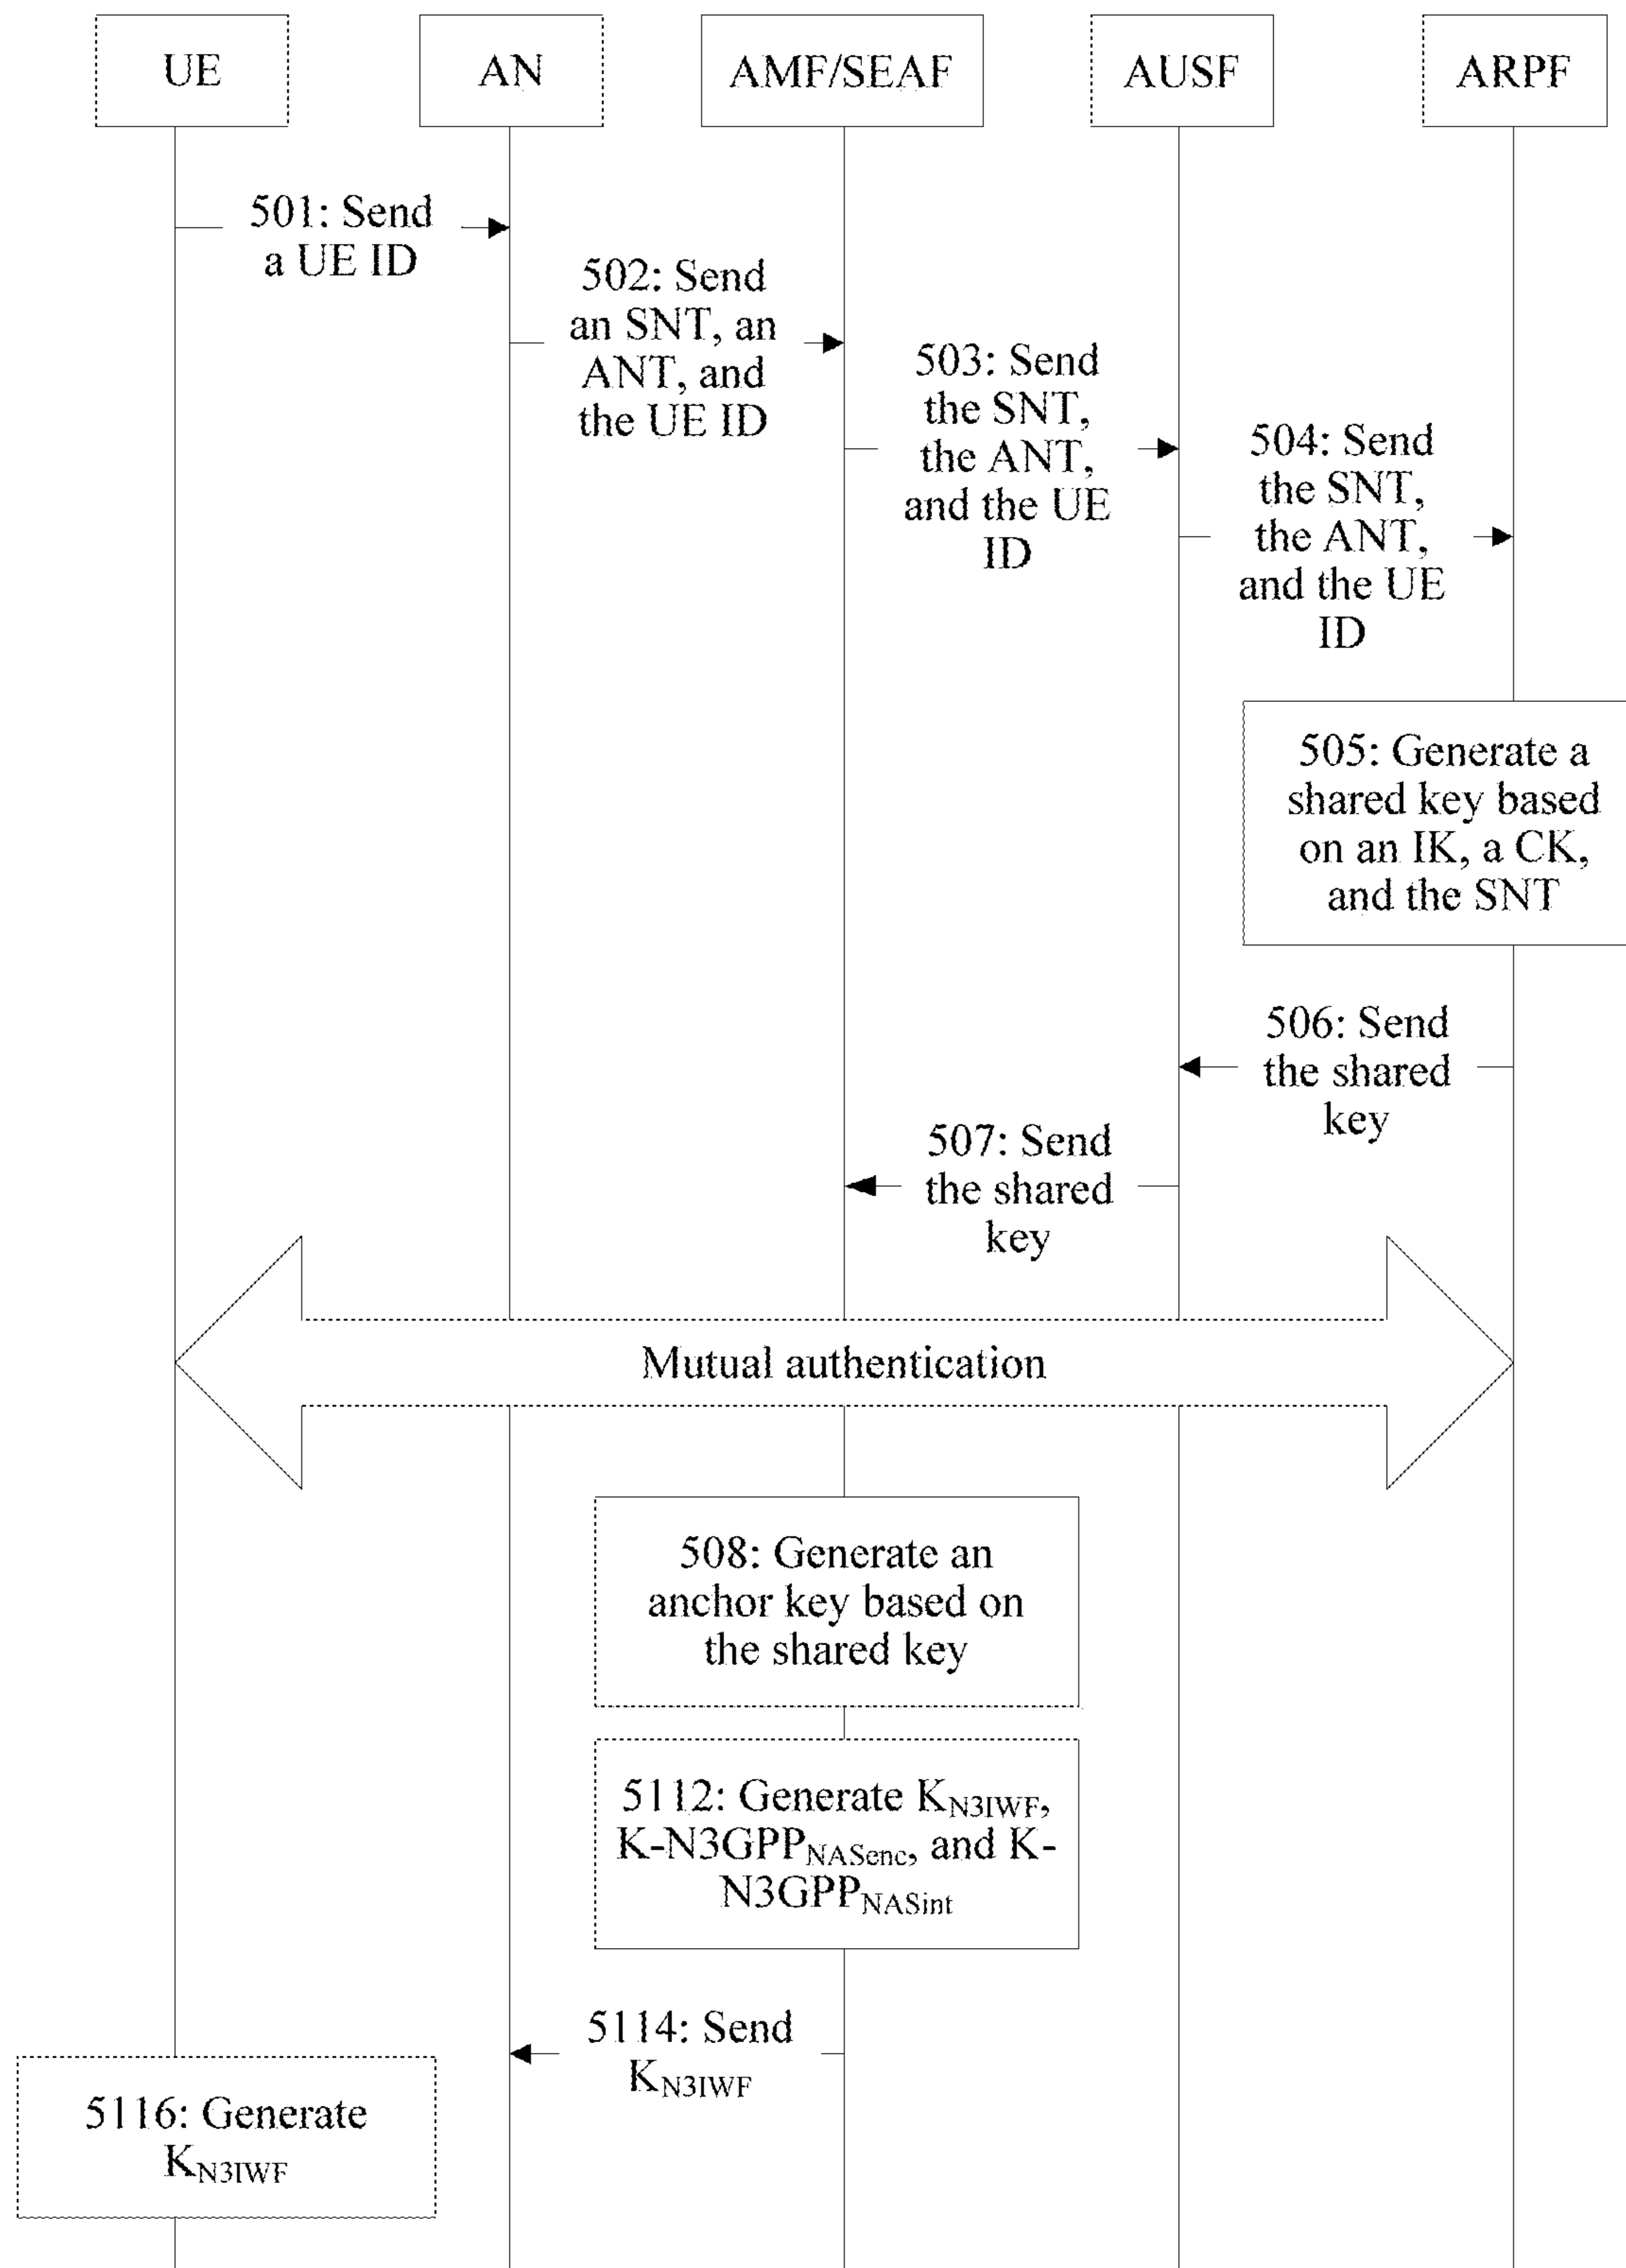 UE
AN
AMF/SEAF
AUSF
ARPF
501: Send
a UE ID
502: Send
an SNT, an
ANT, and
the UE ID
503: Send
the SNT,
the ANT,
and the UE
ID
504: Send
the SNT,
the ANT,
and the UE
ID
505: Generate a
shared key based
on an IK, a CK,
and the SNT
506: Send
the shared
key
507: Send
the shared
key
Mutual authentication
508: Generate an
anchor key based on
the shared key
5112: Generate KN3IWF,
K-N3GPPNASenc, and K-
N3GPPNASint
5114: Send
KN3IWF
5116: Generate
KN3IWF